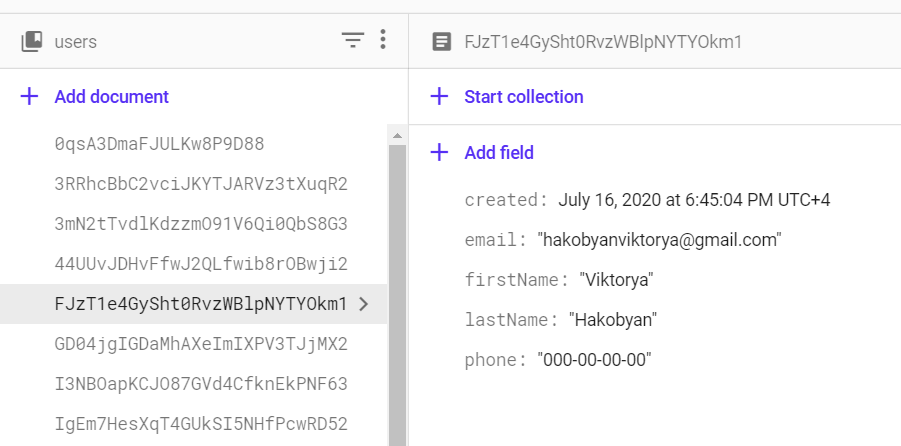 users
Add document
0qsA3DmaFJULKw8P9D88
3RRhcBbC2vciJKYTJARVz3tXuqR2
3mN2tTvdlKdzzmO91V6Qi0QbS8G3
44UUvJDHvFfwJ2QLfwib8rOBwji2
FJzT1e4GySht0RvzWBlpNYTYOkm1
GD04jgIGDaMhAXeImIXPV3TJjMX2
I3NBOapKCJO87GVd4CfknEkPNF63
IgEm7HesXqT4GUkSI5NHfPcwRD52
FJzT1e4GySht0RvzWBlpNYTYOkm1
Start collection
Add field
created: July 16, 2020 at 6:45:04 PM UTC+4
email: "hakobyanviktorya@gmail.com"
firstName: "Viktorya"
lastName: "Hakobyan"
phone: "000-00-00-00"